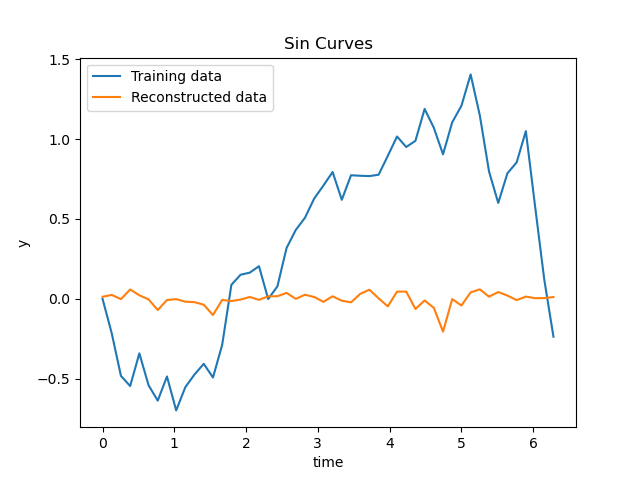 Sin Curves
Training data
Reconstructed data
1.5
1.0
0.5
0.0
−0.5
y
0 1 2 3 4 5 6
time